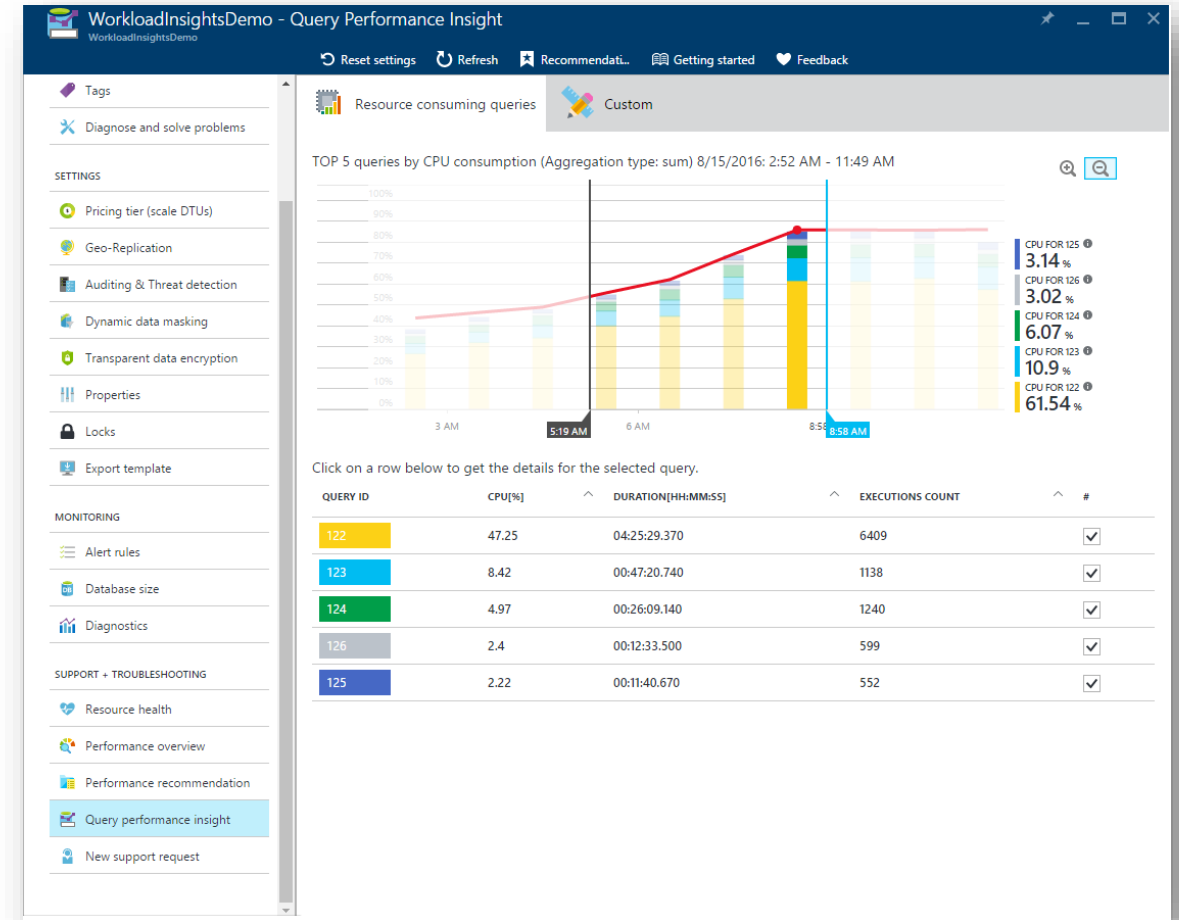 WorkloadInsightsDemo - Query Performance Insight
WorkloadInsightsDemo
Reset settings Refresh Recommendati... Getting started Feedback
Tags
Diagnose and solve problems
SETTINGS
Pricing tier (scale DTUs)
Geo-Replication
Auditing & Threat detection
Dynamic data masking
Transparent data encryption
Properties
Locks
Export template
MONITORING
Alert rules
Database size
Diagnostics
SUPPORT + TROUBLESHOOTING
Resource health
Performance overview
Performance recommendation
Query performance insight
New support request
Resource consuming queries Custom
TOP 5 queries by CPU consumption (Aggregation type: sum) 8/15/2016: 2:52 AM - 11:49 AM
100%
90%
80%
70%
60%
50%
40%
30%
20%
10%
0%
3 AM 5:19 AM 6 AM 8:58 8:58 AM
CPU FOR 125
3.14 %
CPU FOR 126
3.02 %
CPU FOR 124
6.07 %
CPU FOR 123
10.9 %
CPU FOR 122
61.54 %
Click on a row below to get the details for the selected query.
QUERY ID CPU[%] DURATION[HH:MM:SS] EXECUTIONS COUNT #
122 47.25 04:25:29.370 6409
123 8.42 00:47:20.740 1138
124 4.97 00:26:09.140 1240
126 2.4 00:12:33.500 599
125 2.22 00:11:40.670 552